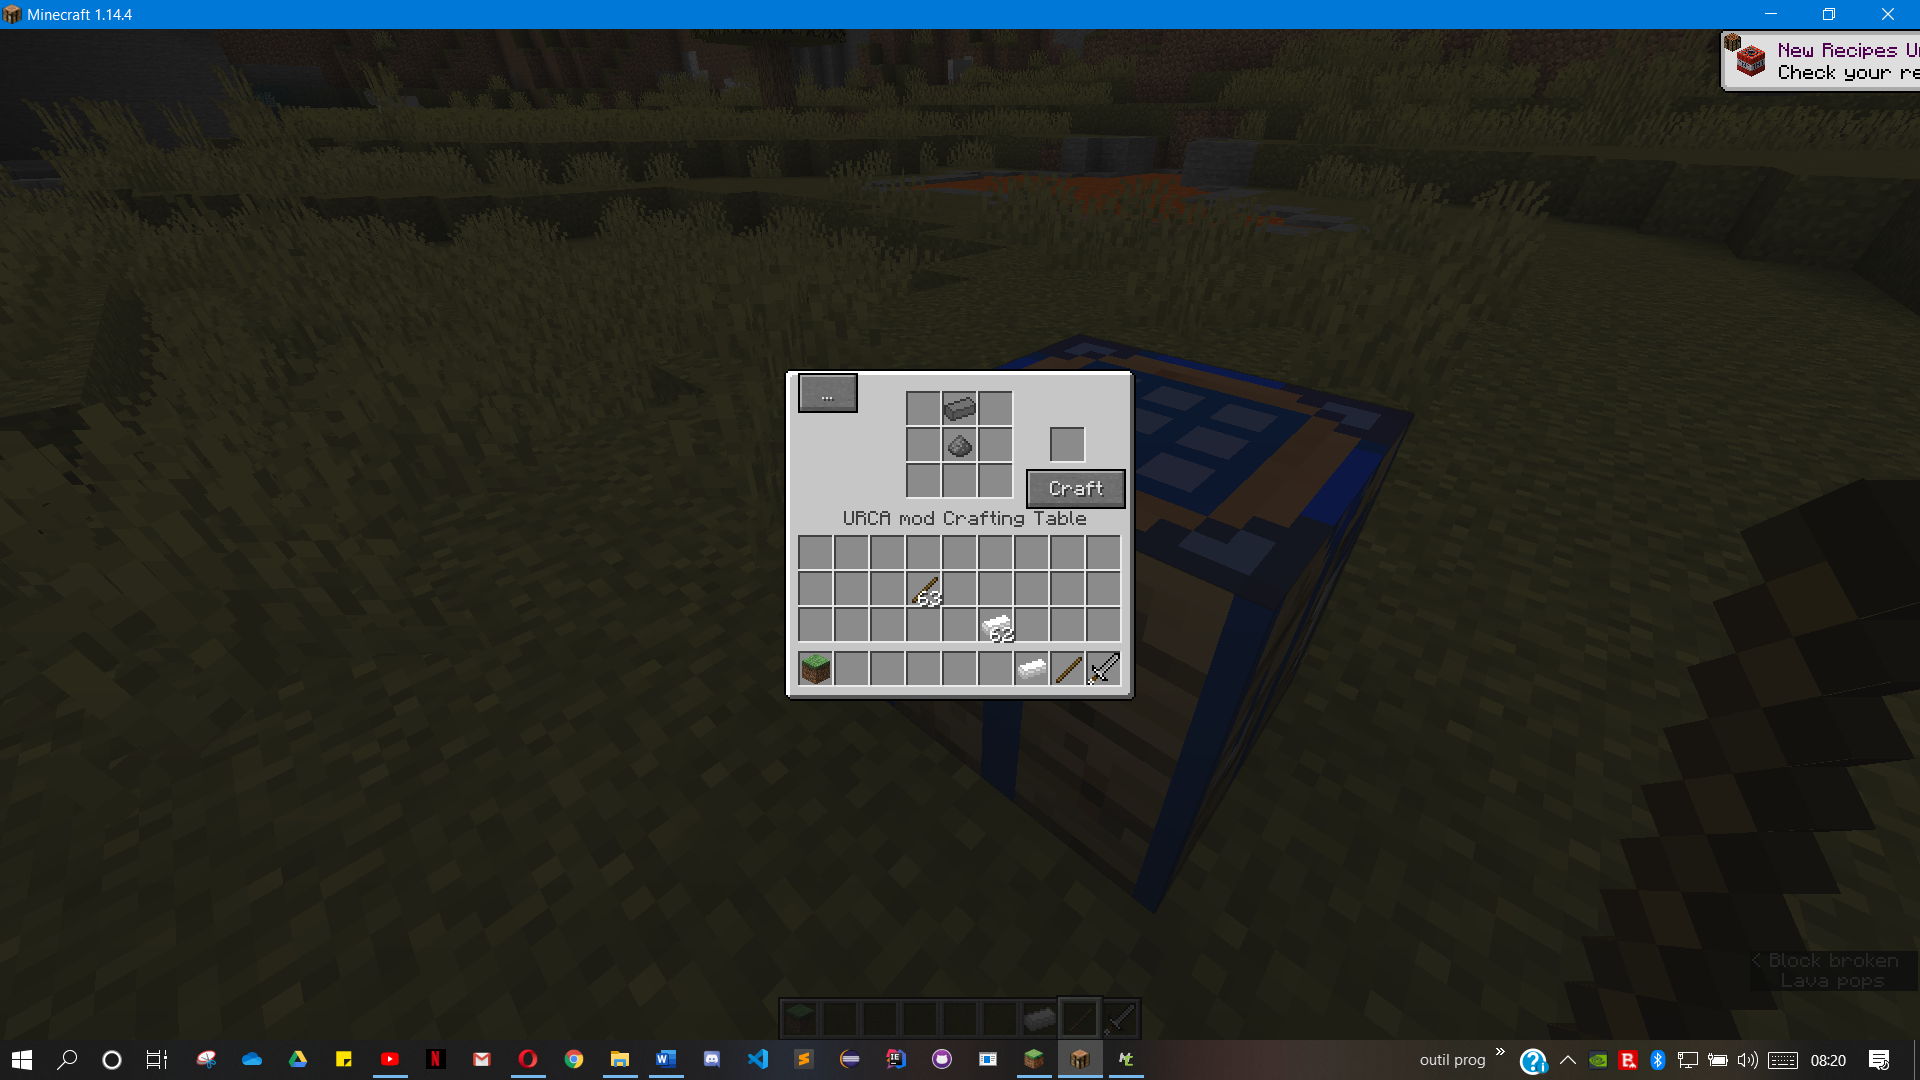 Minecraft 1.14.4
New Recipes U
Check your re
...
Craft
URCA mod Crafting Table
63
62
< Block broken
Lava pops
outil prog »
08:20